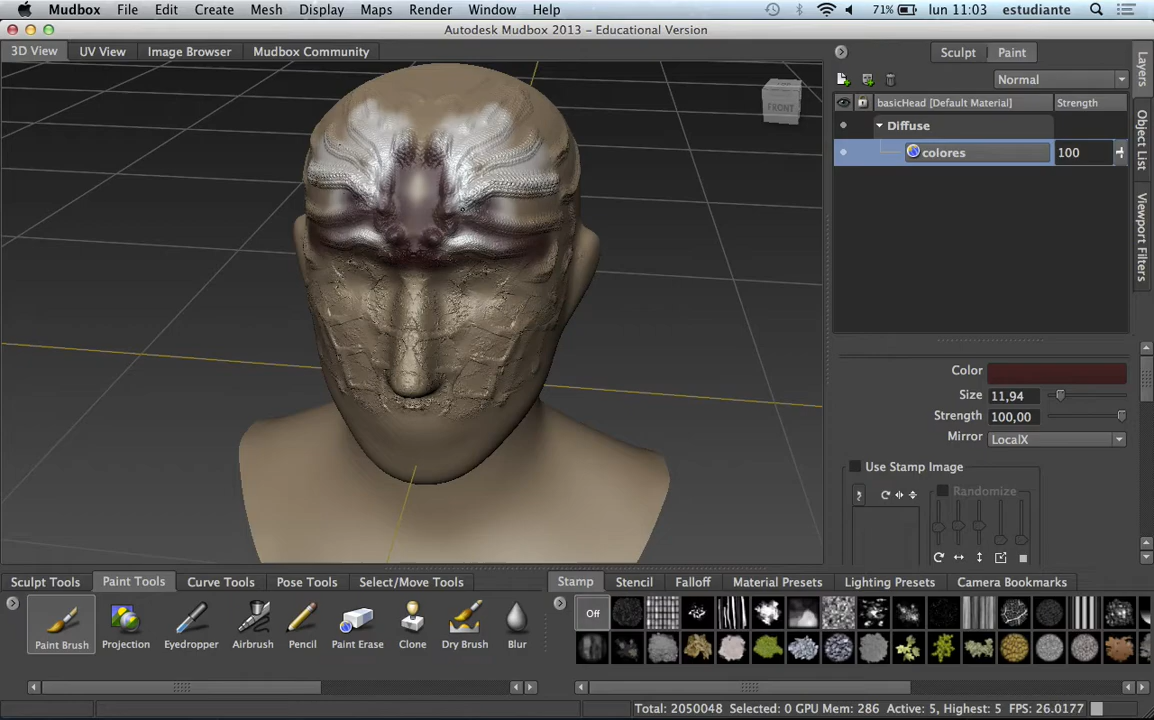 Mudbox File Edit Create Mesh Display Maps Render Window Help 71% lun 11:03 estudiante
Autodesk Mudbox 2013 - Educational Version
3D View UV View Image Browser Mudbox Community
Sculpt Paint
Normal
basicHead [Default Material] Strength
Diffuse
colores 100
Layers
Object List
Viewport Filters
FRONT
Color
Size 11,94
Strength 100,00
Mirror LocalX
Use Stamp Image
Randomize
Sculpt Tools Paint Tools Curve Tools Pose Tools Select/Move Tools
Stamp Stencil Falloff Material Presets Lighting Presets Camera Bookmarks
Off
Paint Brush Projection Eyedropper Airbrush Pencil Paint Erase Clone Dry Brush Blur
Total: 2050048 Selected: 0 GPU Mem: 286 Active: 5, Highest: 5 FPS: 26.0177